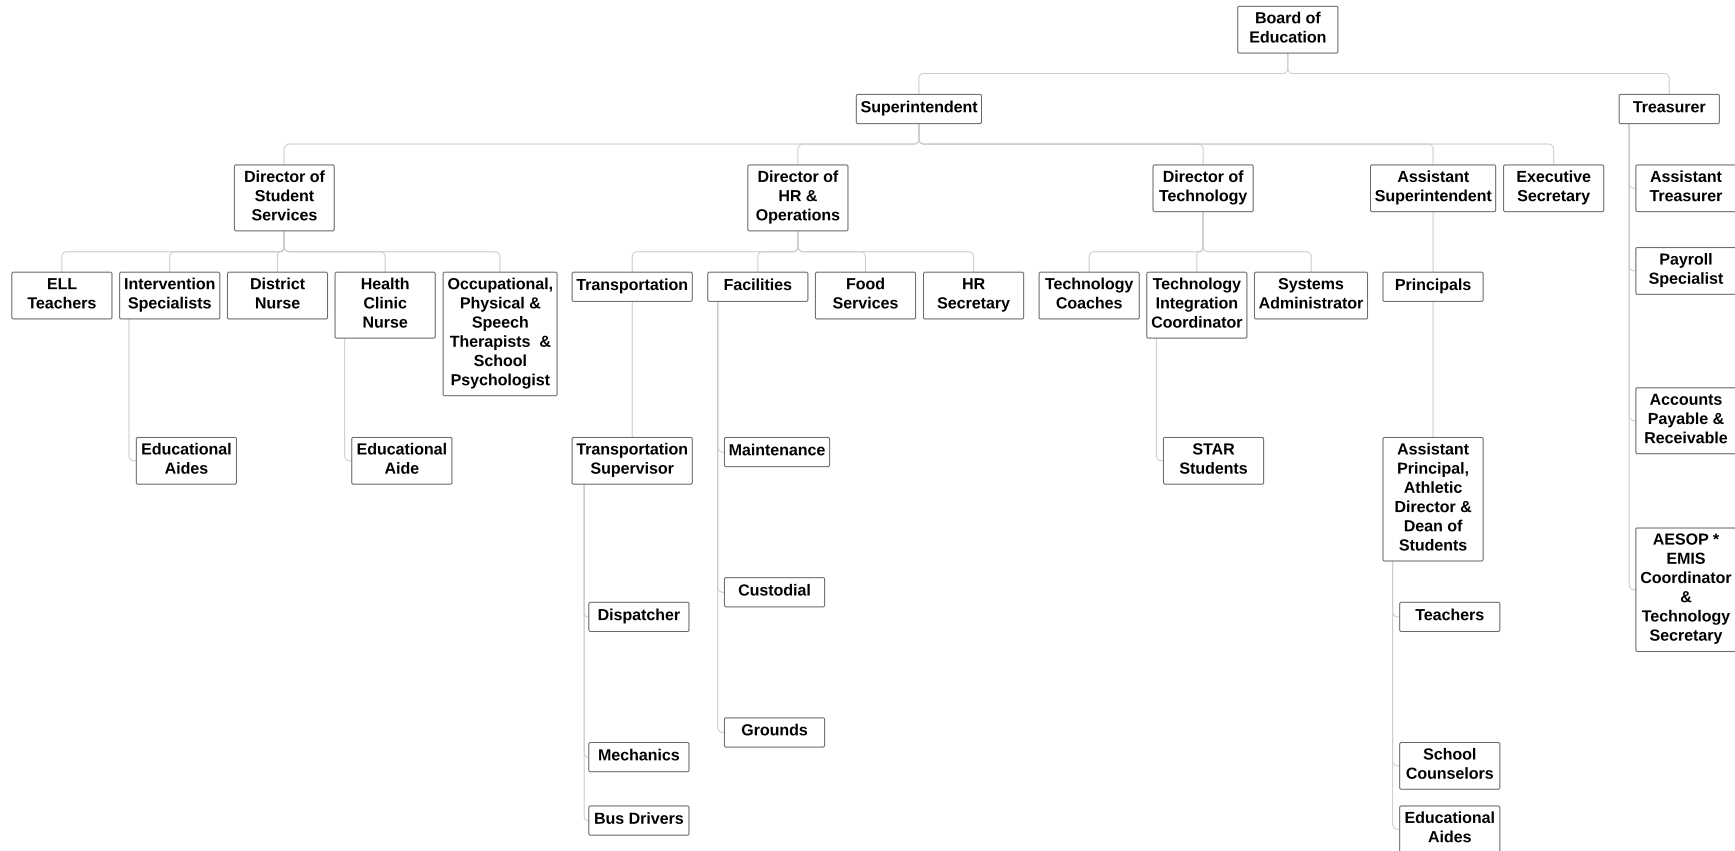 Board of
Education
Superintendent
Treasurer
Director of
Student
Services
Director of
HR &
Operations
Director of
Technology
Assistant
Superintendent
Executive
Secretary
Assistant
Treasurer
ELL
Teachers
Intervention
Specialists
District
Nurse
Health
Clinic
Nurse
Occupational,
Physical &
Speech
Therapists  &
School
Psychologist
Transportation
Facilities
Food
Services
HR
Secretary
Technology
Coaches
Technology
Integration
Coordinator
Systems
Administrator
Principals
Payroll
Specialist
Accounts
Payable &
Receivable
Educational
Aides
Educational
Aide
Transportation
Supervisor
Maintenance
STAR
Students
Assistant
Principal,
Athletic
Director &
Dean of
Students
AESOP *
EMIS
Coordinator
&
Technology
Secretary
Custodial
Dispatcher
Teachers
Grounds
Mechanics
School
Counselors
Bus Drivers
Educational
Aides